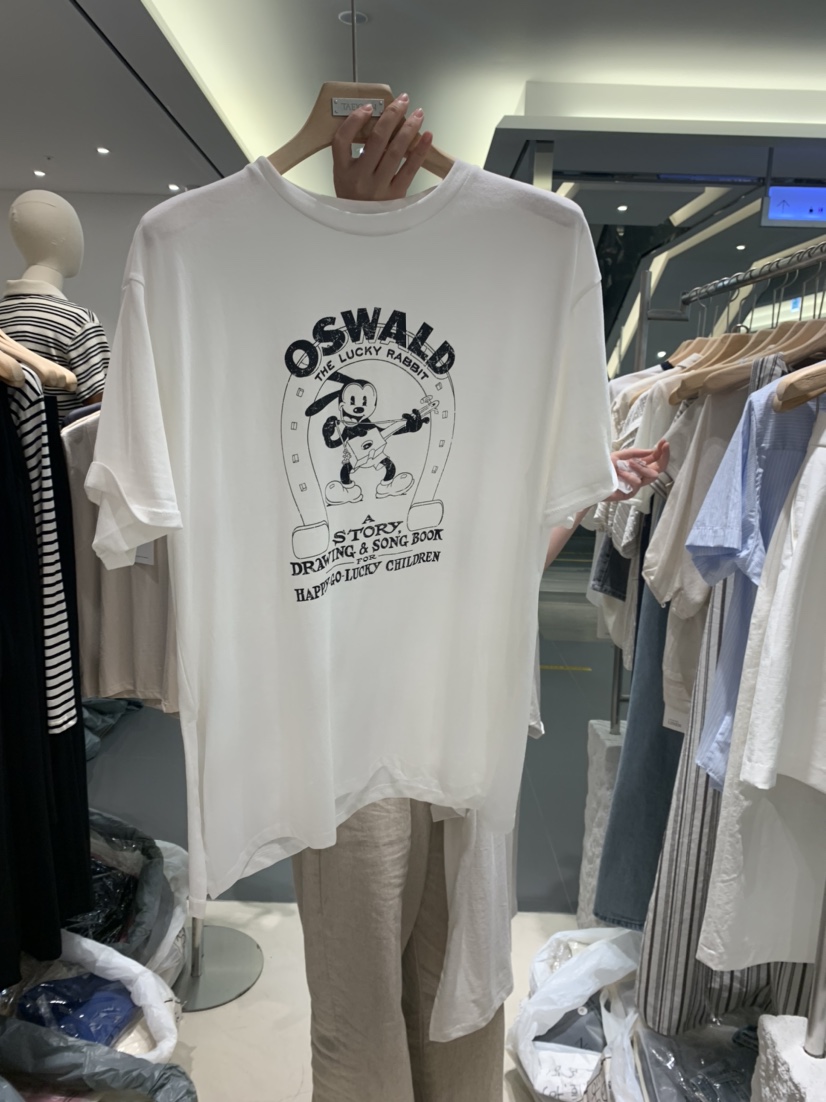 OSWALD
THE LUCKY RABBIT
A
STORY,
DRAWING & SONG BOOK
FOR
HAPPY-GO-LUCKY CHILDREN